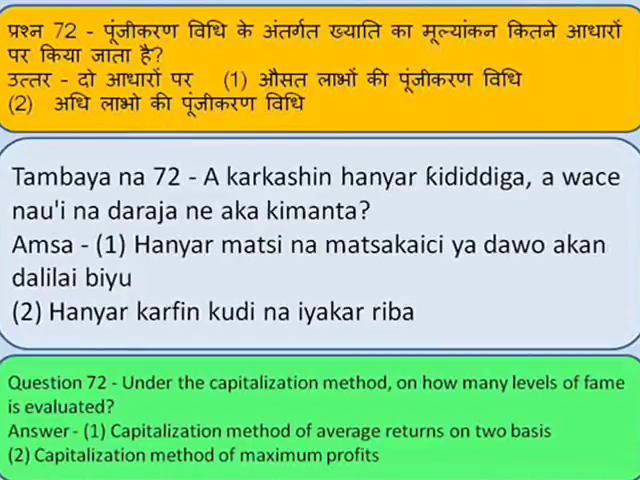 प्रश्न 72 - पूंजीकरण विधि के अंतर्गत ख्याति का मूल्यांकन कितने आधारों
पर किया जाता है?
उत्तर - दो आधारों पर (1) औसत लाभों की पूंजीकरण विधि
(2) अधि लाभो की पूंजीकरण विधि
Tambaya na 72 - A karkashin hanyar ƙididdiga, a wace
nau'i na daraja ne aka kimanta?
Amsa - (1) Hanyar matsi na matsakaici ya dawo akan
dalilai biyu
(2) Hanyar karfin kudi na iyakar riba
Question 72 - Under the capitalization method, on how many levels of fame
is evaluated?
Answer - (1) Capitalization method of average returns on two basis
(2) Capitalization method of maximum profits